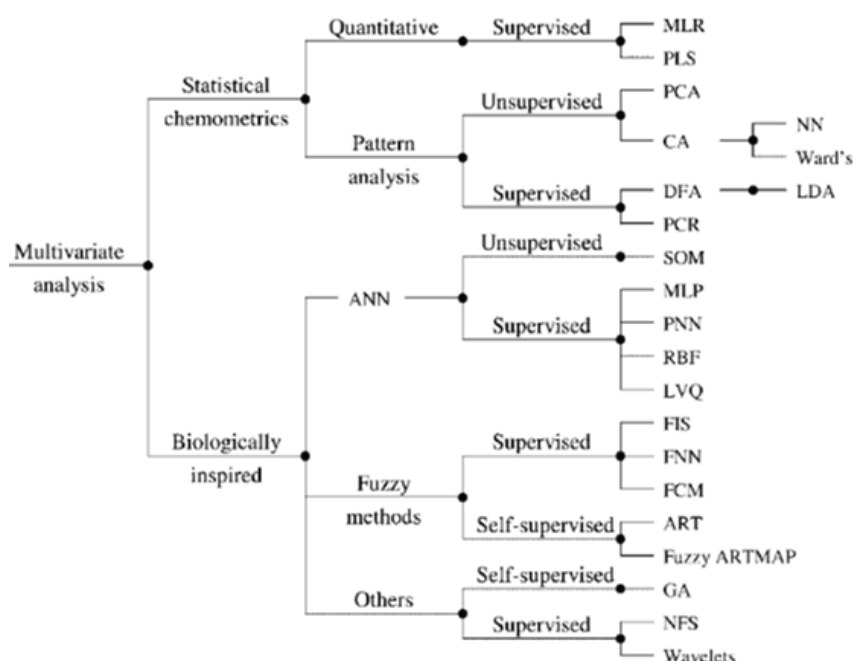 Quantitative Supervised MLR
PLS
Statistical
chemometrics
Unsupervised PCA
CA NN
Ward's
Pattern
analysis
Supervised DFA LDA
PCR
Multivariate
analysis
Unsupervised SOM
ANN
MLP
Supervised PNN
RBF
LVQ
Biologically
inspired
FIS
Supervised FNN
FCM
Fuzzy
methods
Self-supervised ART
Fuzzy ARTMAP
Self-supervised GA
Others
Supervised NFS
Wavelets